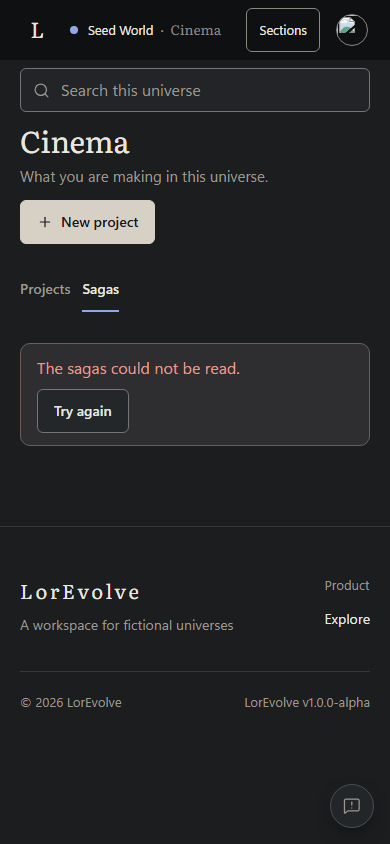 L
Seed World · Cinema
Sections
Search this universe
Cinema
What you are making in this universe.
+ New project
Projects Sagas
The sagas could not be read.
Try again
LorEvolve
A workspace for fictional universes
Product
Explore
© 2026 LorEvolve
LorEvolve v1.0.0-alpha